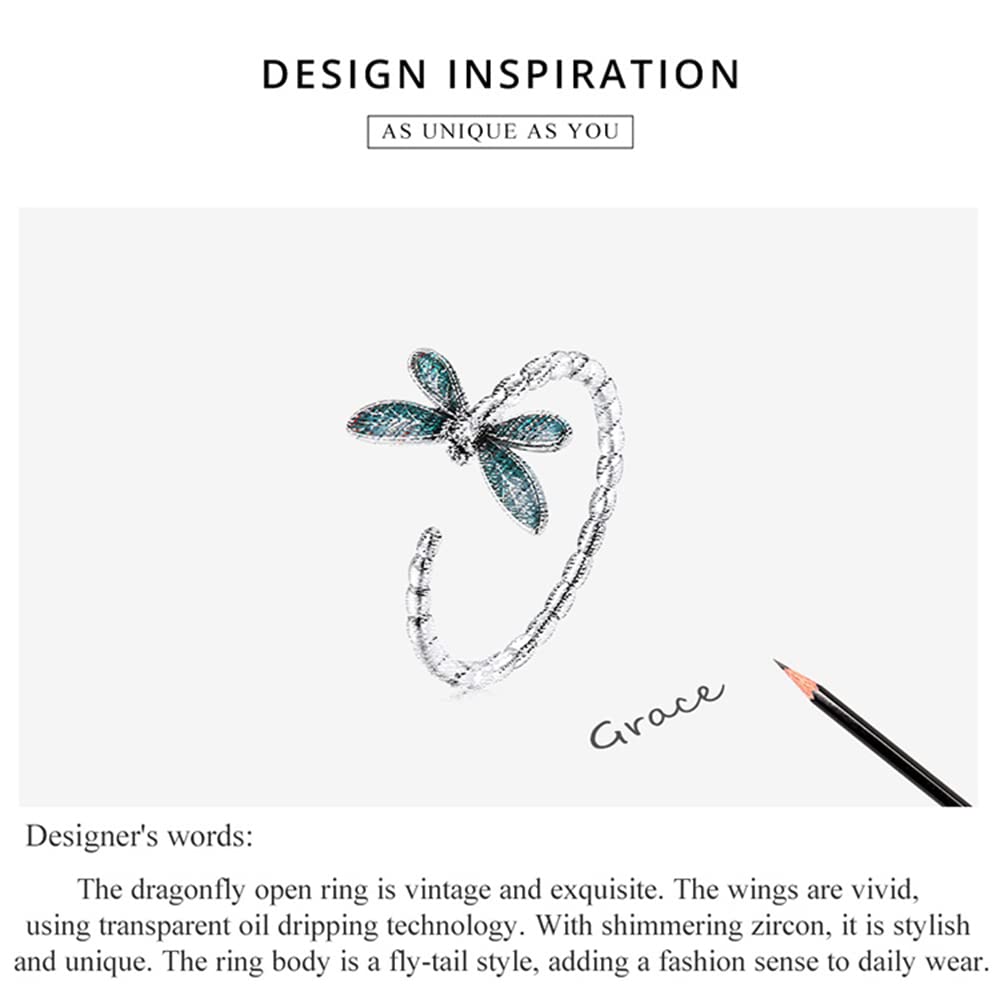 DESIGN INSPIRATION
AS UNIQUE AS YOU
Grace
Designer's words:
The dragonfly open ring is vintage and exquisite. The wings are vivid,
using transparent oil dripping technology. With shimmering zircon, it is stylish
and unique. The ring body is a fly-tail style, adding a fashion sense to daily wear.